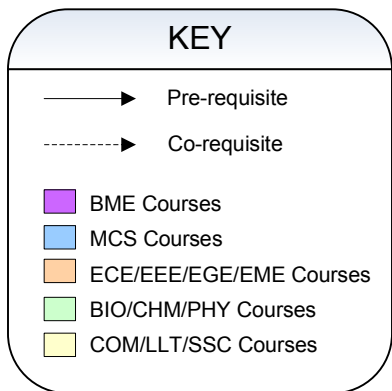 KEY
Pre-requisite
Co-requisite
BME Courses
MCS Courses
ECE/EEE/EGE/EME Courses
BIO/CHM/PHY Courses
COM/LLT/SSC Courses